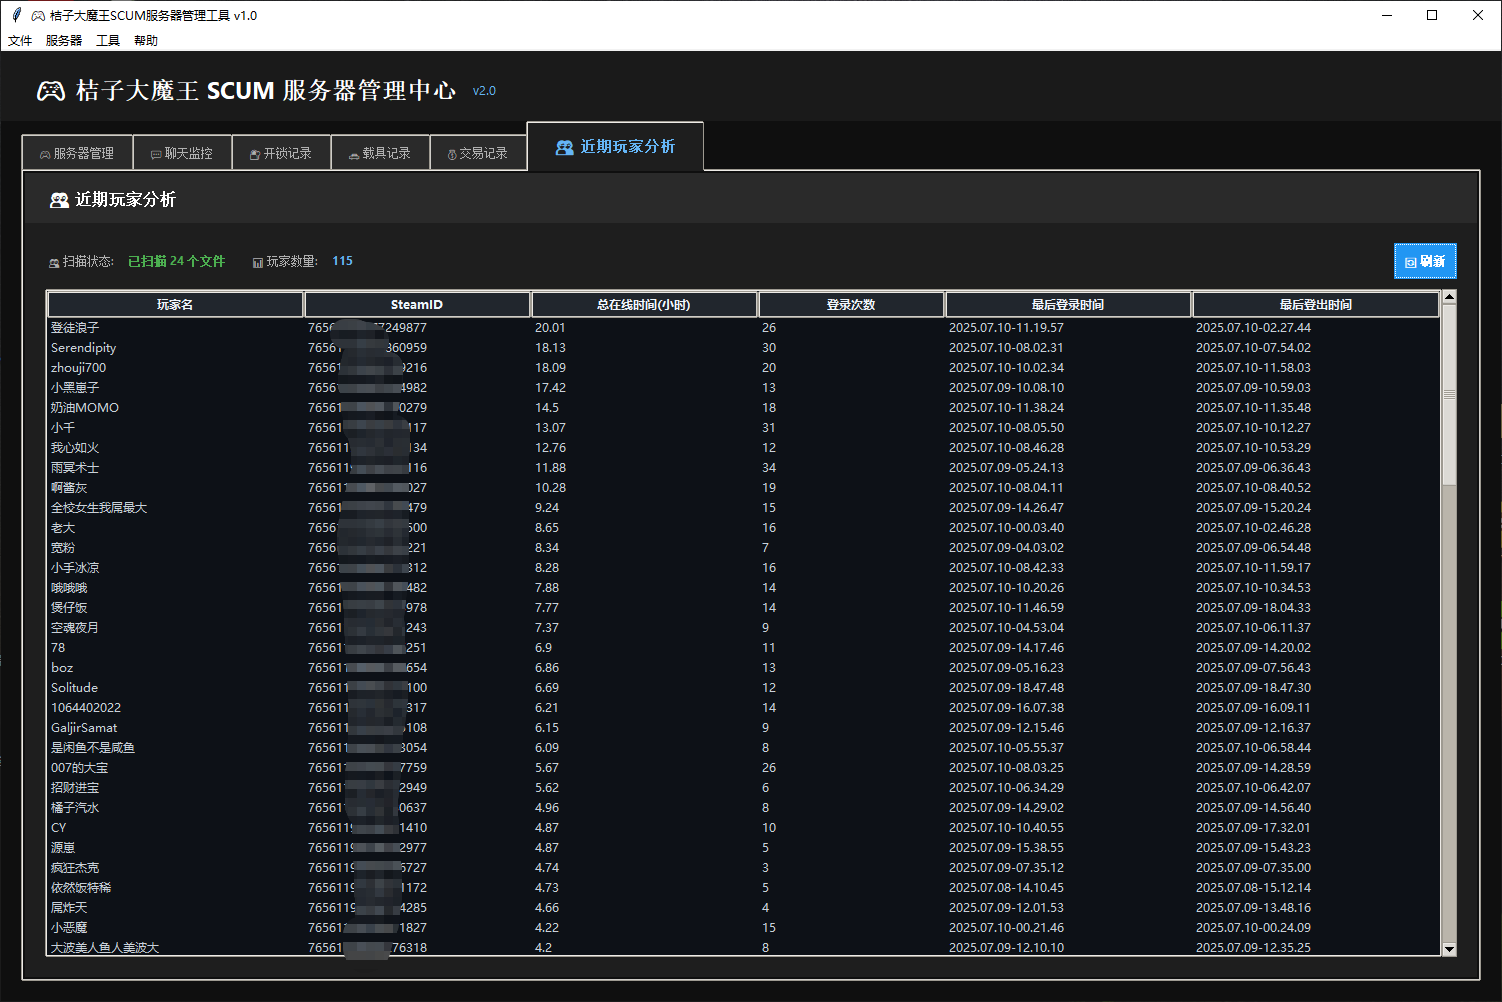 桔子大魔王SCUM服务器管理工具 v1.0
文件 服务器 工具 帮助
桔子大魔王 SCUM 服务器管理中心 v2.0
服务器管理 聊天监控 开锁记录 载具记录 交易记录 近期玩家分析
近期玩家分析
扫描状态: 已扫描 24 个文件 玩家数量: 115 刷新
玩家名 SteamID 总在线时间(小时) 登录次数 最后登录时间 最后登出时间
登徒浪子 7656 7249877 20.01 26 2025.07.10-11.19.57 2025.07.10-02.27.44
Serendipity 7656 360959 18.13 30 2025.07.10-08.02.31 2025.07.10-07.54.02
zhouji700 76561 9216 18.09 20 2025.07.10-10.02.34 2025.07.10-11.58.03
小黑崽子 7656 4982 17.42 13 2025.07.09-10.08.10 2025.07.09-10.59.03
奶油MOMO 76561 0279 14.5 18 2025.07.10-11.38.24 2025.07.10-11.35.48
小千 76561 117 13.07 31 2025.07.10-08.05.50 2025.07.10-10.12.27
我心如火 765611 134 12.76 12 2025.07.10-08.46.28 2025.07.10-10.53.29
雨冥术士 765611 116 11.88 34 2025.07.09-05.24.13 2025.07.09-06.36.43
啊酱灰 76561 027 10.28 19 2025.07.10-08.04.11 2025.07.10-08.40.52
全校女生我屌最大 76561 479 9.24 15 2025.07.09-14.26.47 2025.07.09-15.20.24
老大 7656 500 8.65 16 2025.07.10-00.03.40 2025.07.10-02.46.28
宽粉 7656 221 8.34 7 2025.07.09-04.03.02 2025.07.09-06.54.48
小手冰凉 7656 312 8.28 16 2025.07.10-08.42.33 2025.07.10-11.59.17
哦哦哦 76561 482 7.88 14 2025.07.10-10.20.26 2025.07.10-10.34.53
煲仔饭 76561 978 7.77 14 2025.07.10-11.46.59 2025.07.09-18.04.33
空魂夜月 76561 243 7.37 9 2025.07.10-04.53.04 2025.07.10-06.11.37
78 76561 251 6.9 11 2025.07.09-14.17.46 2025.07.09-14.20.02
boz 76561 654 6.86 13 2025.07.09-05.16.23 2025.07.09-07.56.43
Solitude 765611 100 6.69 12 2025.07.09-18.47.48 2025.07.09-18.47.30
1064402022 765611 317 6.21 14 2025.07.09-16.07.38 2025.07.09-16.09.11
GaljirSamat 76561 108 6.15 9 2025.07.09-12.15.46 2025.07.09-12.16.37
是闲鱼不是咸鱼 76561 3054 6.09 8 2025.07.10-05.55.37 2025.07.10-06.58.44
007的大宝 76561 7759 5.67 26 2025.07.10-08.03.25 2025.07.09-14.28.59
招财进宝 76561 2949 5.62 6 2025.07.10-06.34.29 2025.07.10-06.42.07
橘子汽水 76561 0637 4.96 8 2025.07.09-14.29.02 2025.07.09-14.56.40
CY 765611 1410 4.87 10 2025.07.10-10.40.55 2025.07.09-17.32.01
源崽 7656119 2977 4.87 5 2025.07.09-15.38.55 2025.07.09-15.43.23
疯狂杰克 7656119 6727 4.74 3 2025.07.09-07.35.12 2025.07.09-07.35.00
依然饭特稀 7656119 1172 4.73 5 2025.07.08-14.10.45 2025.07.08-15.12.14
屌炸天 7656119 4285 4.66 4 2025.07.09-12.01.53 2025.07.09-13.48.16
小恶魔 76561 1827 4.22 15 2025.07.10-00.21.46 2025.07.10-00.24.09
大波美人鱼人美波大 76561 76318 4.2 8 2025.07.09-12.10.10 2025.07.09-12.35.25